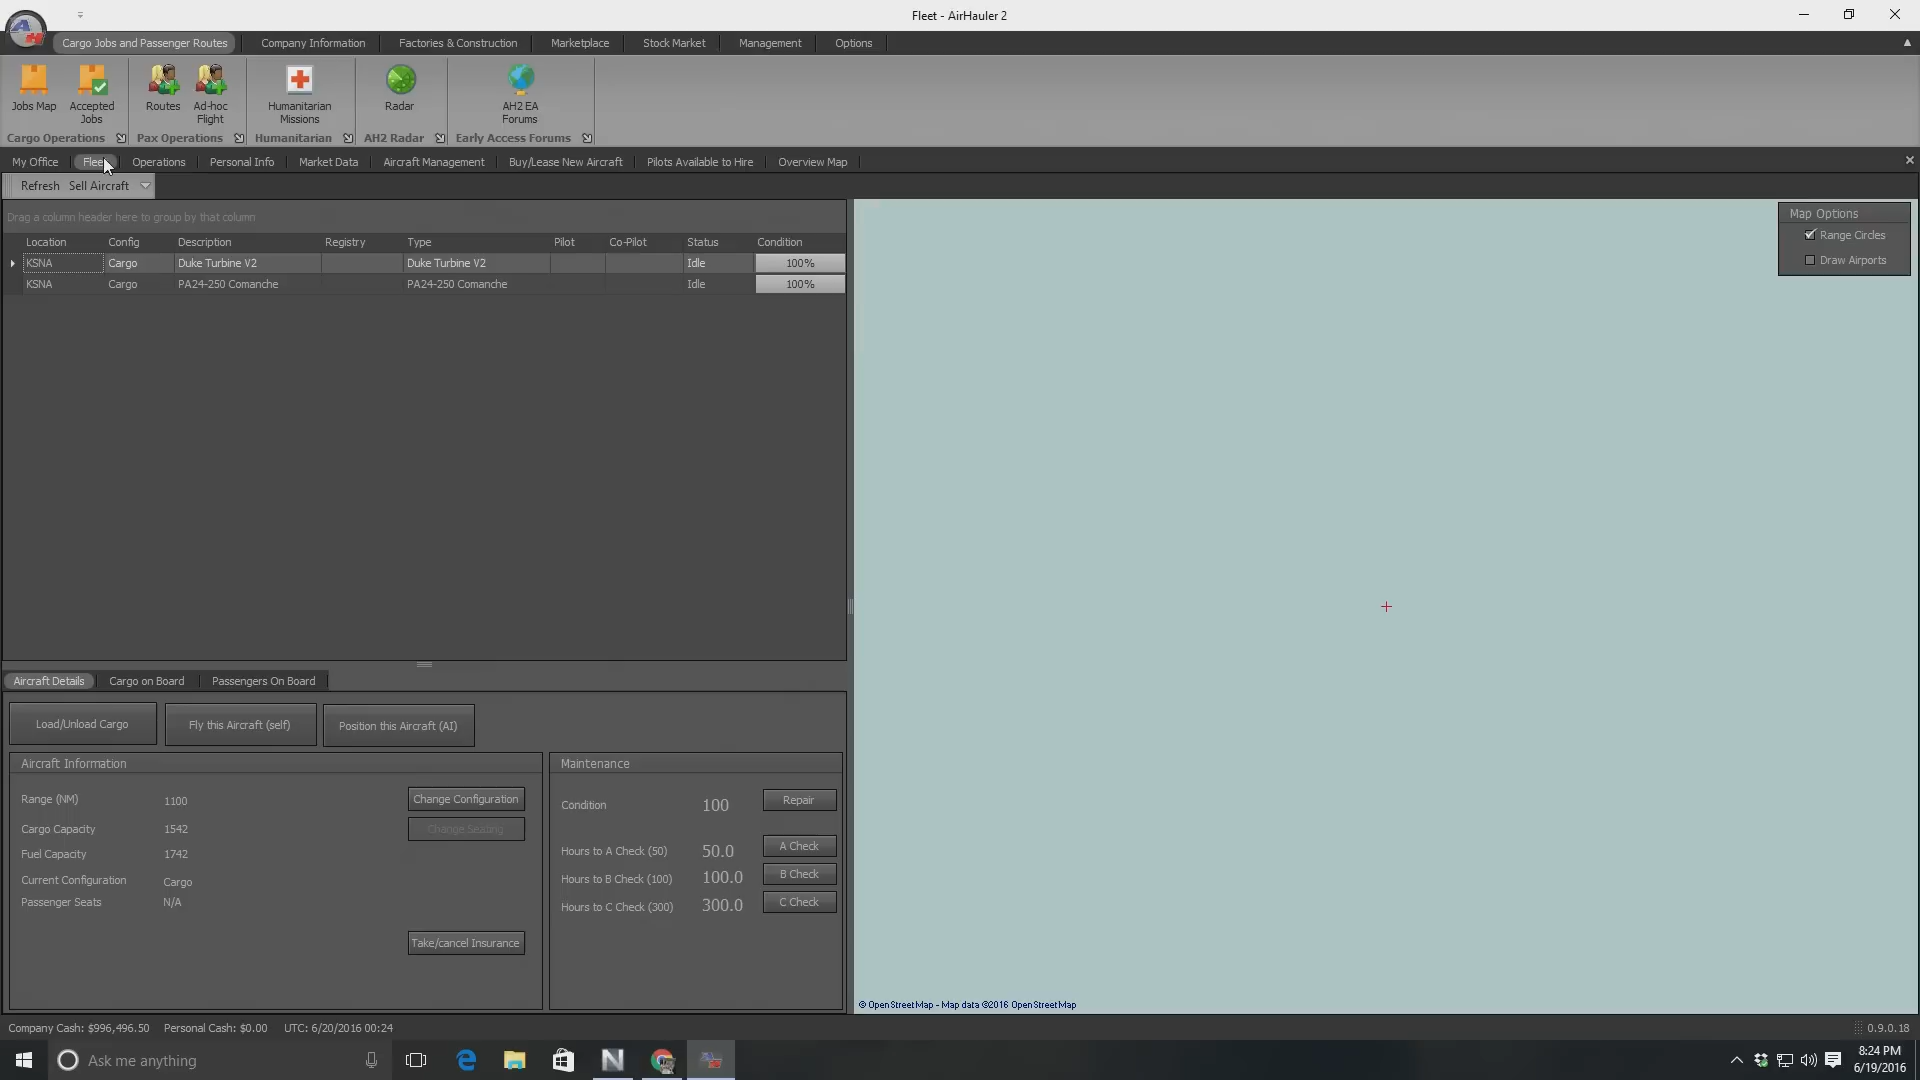 Fleet - AirHauler 2
Cargo Jobs and Passenger Routes Company Information Factories & Construction Marketplace Stock Market Management Options
Jobs Map Accepted Jobs Routes Ad-hoc Flight Humanitarian Missions Radar AH2 EA Forums
Cargo Operations Pax Operations Humanitarian AH2 Radar Early Access Forums
My Office Fleet Operations Personal Info Market Data Aircraft Management Buy/Lease New Aircraft Pilots Available to Hire Overview Map
Refresh Sell Aircraft
Drag a column header here to group by that column
Location Config Description Registry Type Pilot Co-Pilot Status Condition
KSNA Cargo Duke Turbine V2 Duke Turbine V2 Idle 100%
KSNA Cargo PA24-250 Comanche PA24-250 Comanche Idle 100%
Map Options
Range Circles
Draw Airports
Aircraft Details Cargo on Board Passengers On Board
Load/Unload Cargo Fly this Aircraft (self) Position this Aircraft (AI)
Aircraft Information
Range (NM) 1100 Change Configuration
Cargo Capacity 1542 Change Seating
Fuel Capacity 1742
Current Configuration Cargo
Passenger Seats N/A
Take/cancel Insurance
Maintenance
Condition 100 Repair
Hours to A Check (50) 50.0 A Check
Hours to B Check (100) 100.0 B Check
Hours to C Check (300) 300.0 C Check
© OpenStreetMap - Map data ©2016 OpenStreetMap
Company Cash: $996,496.50 Personal Cash: $0.00 UTC: 6/20/2016 00:24
0.9.0.18
Ask me anything
8:24 PM
6/19/2016